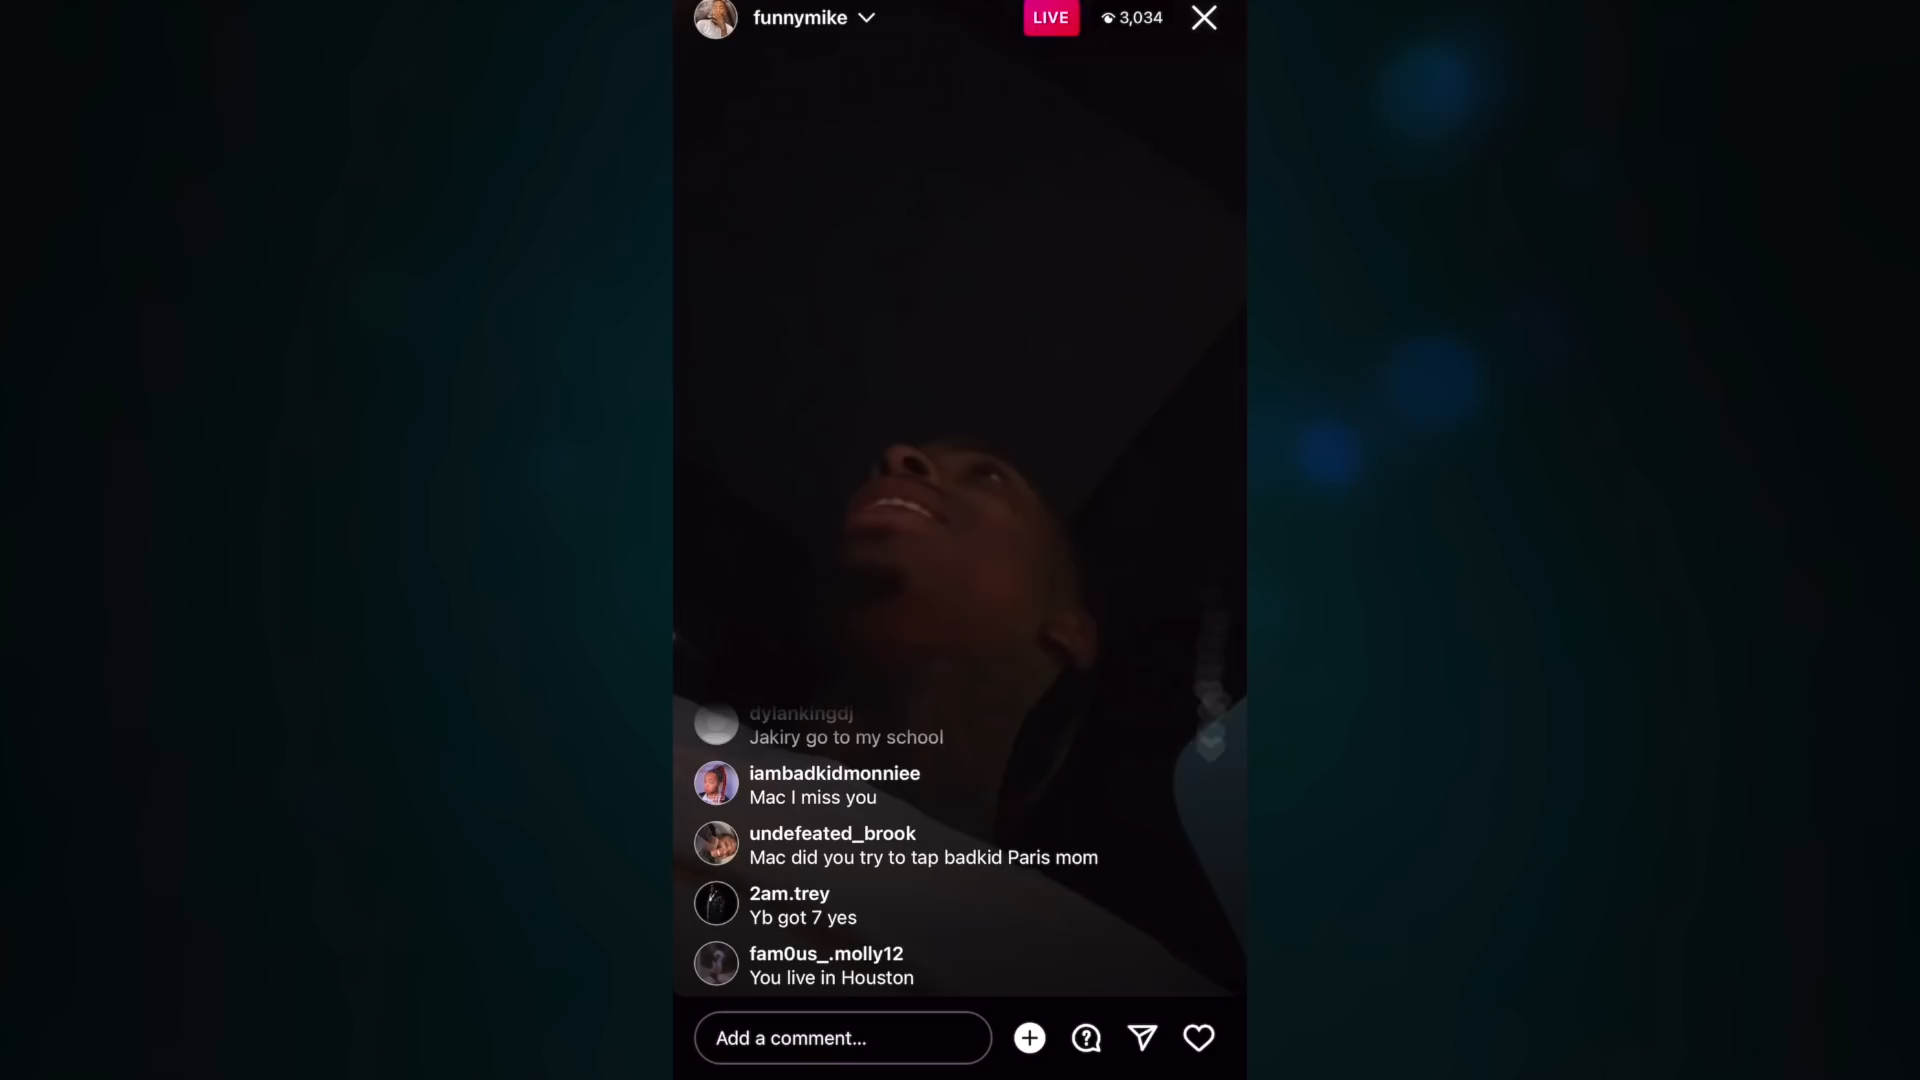 funnymike
LIVE
3,034
dylankingdj
Jakiry go to my school
iambadkidmonniee
Mac I miss you
undefeated_brook
Mac did you try to tap badkid Paris mom
2am.trey
Yb got 7 yes
fam0us_.molly12
You live in Houston
Add a comment...